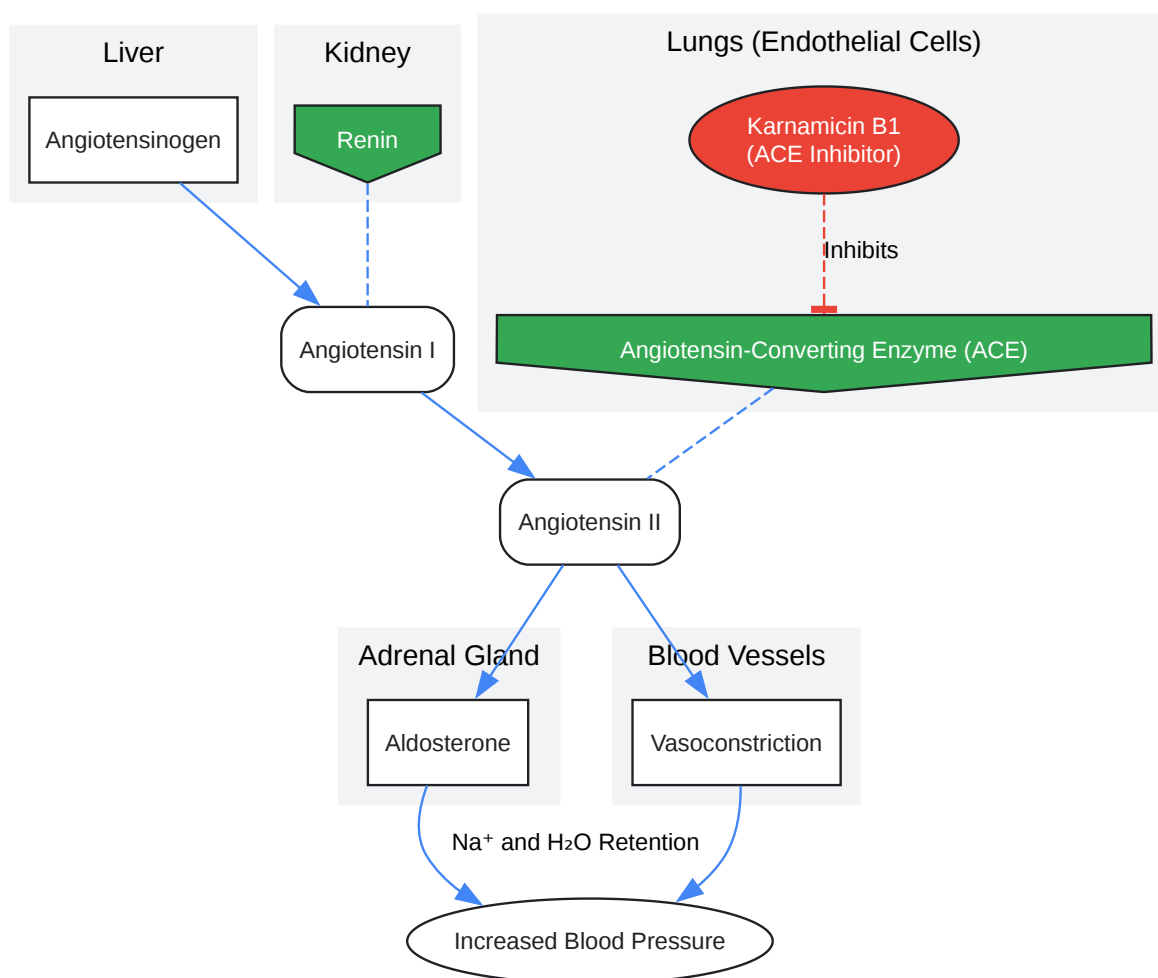 Liver
Kidney
Lungs (Endothelial Cells)
Angiotensinogen
Renin
Karnamicin B1
(ACE Inhibitor)
Inhibits
Angiotensin I
Angiotensin-Converting Enzyme (ACE)
Angiotensin II
Adrenal Gland
Blood Vessels
Aldosterone
Vasoconstriction
Na⁺ and H₂O Retention
Increased Blood Pressure